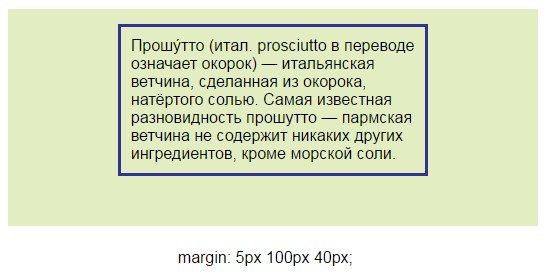 Прошу́тто (итал. prosciutto в переводе
означает окорок) — итальянская
ветчина, сделанная из окорока,
натёртого солью. Самая известная
разновидность прошутто — пармская
ветчина не содержит никаких других
ингредиентов, кроме морской соли.
margin: 5px 100px 40px;